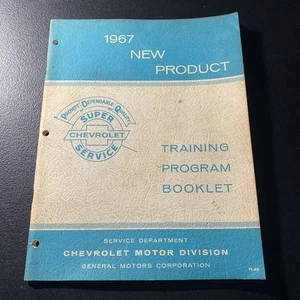 1967
NEW
PRODUCT
PROMPT DEPENDABLE QUALITY
SUPER
CHEVROLET
SERVICE
TRAINING
PROGRAM
BOOKLET
SERVICE DEPARTMENT
CHEVROLET MOTOR DIVISION
GENERAL MOTORS CORPORATION